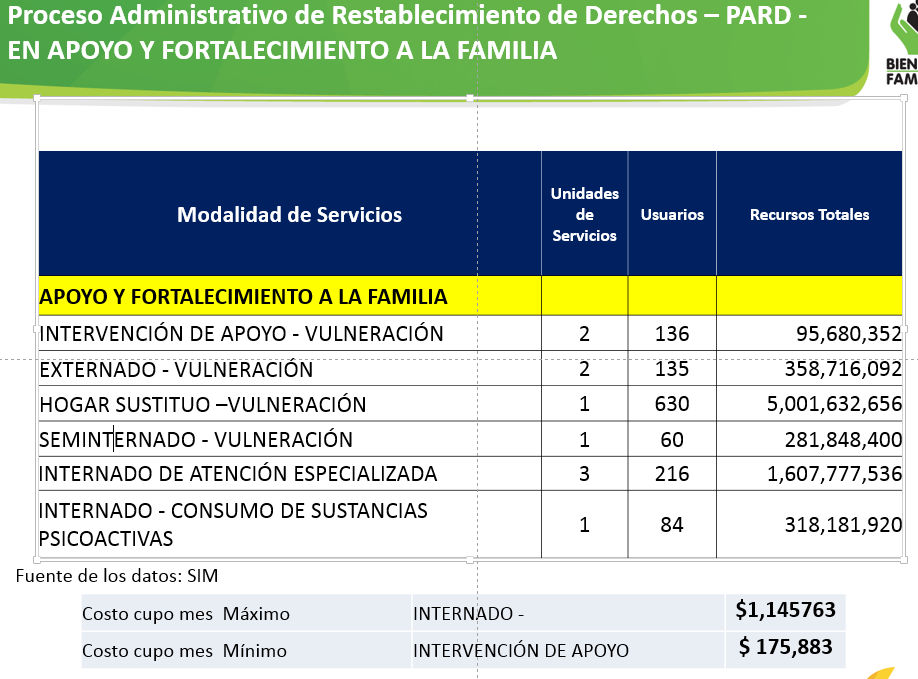 Proceso Administrativo de Restablecimiento de Derechos – PARD -
EN APOYO Y FORTALECIMIENTO A LA FAMILIA
BIEN
FAM
Modalidad de Servicios Unidades de Servicios Usuarios Recursos Totales
APOYO Y FORTALECIMIENTO A LA FAMILIA
INTERVENCIÓN DE APOYO - VULNERACIÓN 2 136 95,680,352
EXTERNADO - VULNERACIÓN 2 135 358,716,092
HOGAR SUSTITUO –VULNERACIÓN 1 630 5,001,632,656
SEMINTERNADO - VULNERACIÓN 1 60 281,848,400
INTERNADO DE ATENCIÓN ESPECIALIZADA 3 216 1,607,777,536
INTERNADO - CONSUMO DE SUSTANCIAS
PSICOACTIVAS 1 84 318,181,920
Fuente de los datos: SIM
Costo cupo mes Máximo INTERNADO - $1,145763
Costo cupo mes Mínimo INTERVENCIÓN DE APOYO $ 175,883